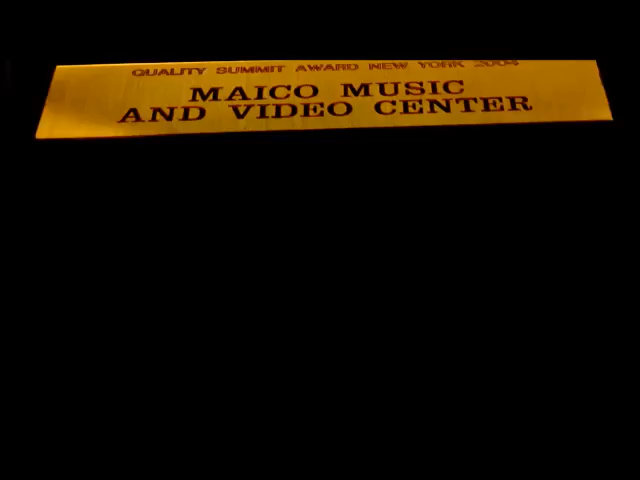 QUALITY SUMMIT AWARD NEW YORK 2004
MAICO MUSIC
AND VIDEO CENTER